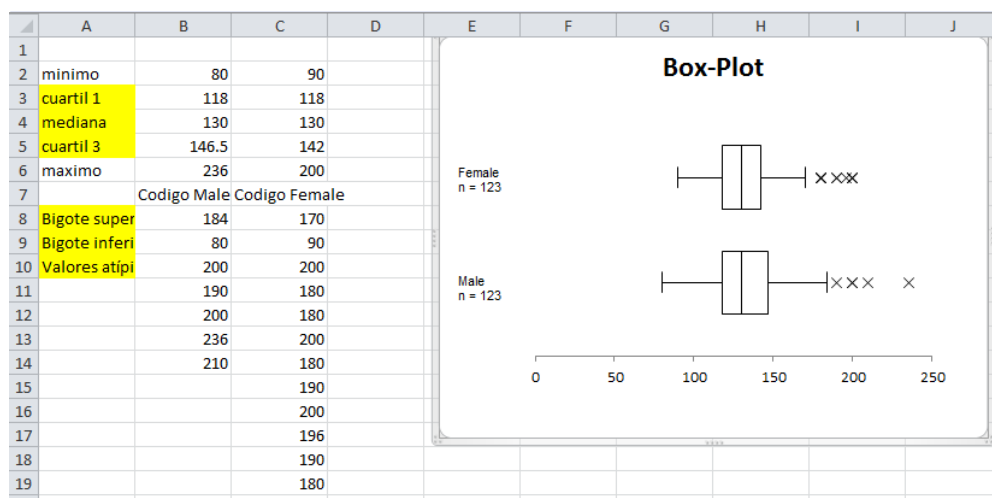 A B C D E F G H I J
1
2 minimo 80 90
3 cuartil 1 118 118
4 mediana 130 130
5 cuartil 3 146.5 142
6 maximo 236 200
7 Codigo Male Codigo Female
8 Bigote super 184 170
9 Bigote inferi 80 90
10 Valores atípi 200 200
11 190 180
12 200 180
13 236 200
14 210 180
15 190
16 200
17 196
18 190
19 180
Box-Plot
Female
n = 123
Male
n = 123
0 50 100 150 200 250